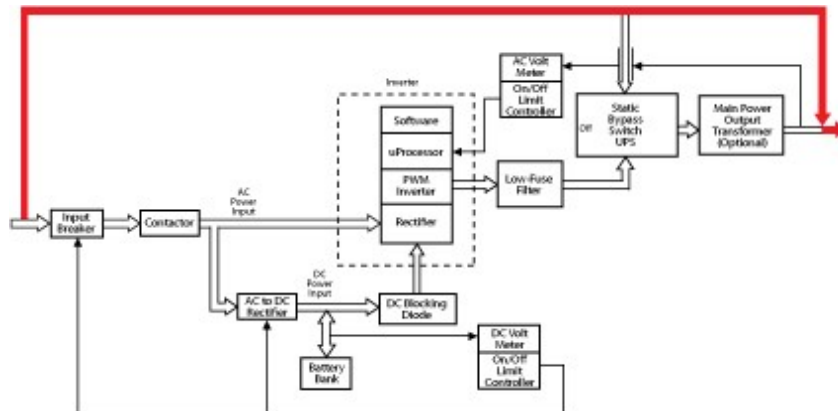 AC Volt
Meter
On/Off
Limit
Controller
Inverter
Software
uProcessor
PWM
Inverter
Rectifier
Off
Static
Bypass
Switch
UPS
Main Power
Output
Transformer
(Optional)
Low-Fuse
Filter
AC
Power
Input
Input
Breaker
Contactor
DC
Power
Input
AC to DC
Rectifier
DC Blocking
Diode
DC Volt
Meter
On/Off
Limit
Controller
Battery
Bank